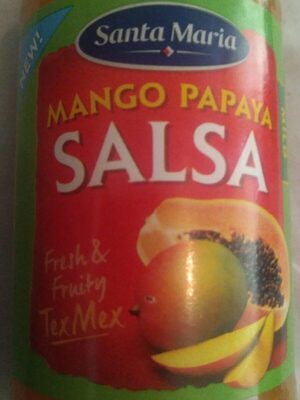 NEW!
Santa Maria
MANGO PAPAYA
SALSA
Fresh &
fruity
TexMex